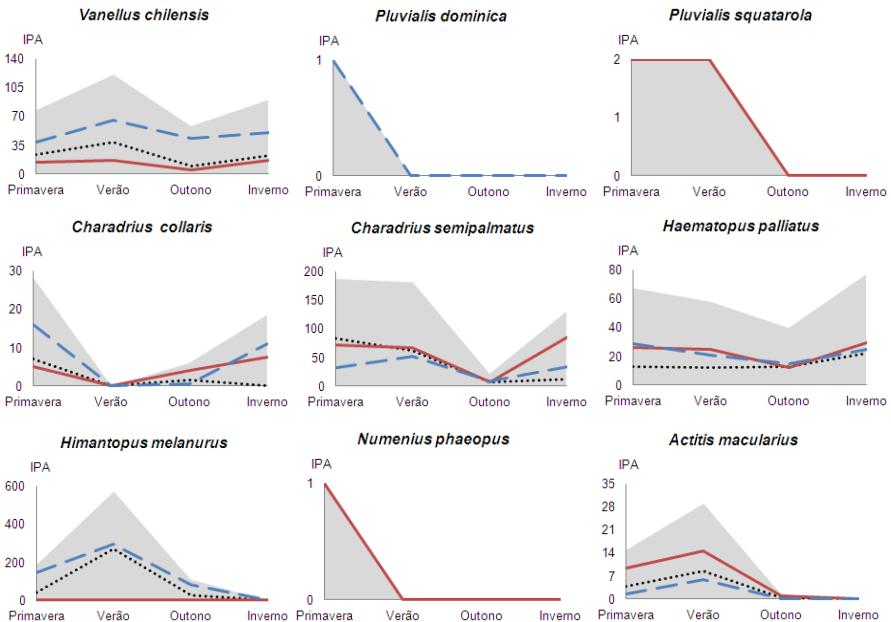 Vanellus chilensis
IPA
140
105
70
35
0
Primavera Verão Outono Inverno
Pluvialis dominica
IPA
1
0
Primavera Verão Outono Inverno
Pluvialis squatarola
IPA
2
1
0
Primavera Verão Outono Inverno
Charadrius collaris
IPA
30
20
10
0
Primavera Verão Outono Inverno
Charadrius semipalmatus
IPA
200
150
100
50
0
Primavera Verão Outono Inverno
Haematopus palliatus
IPA
80
60
40
20
0
Primavera Verão Outono Inverno
Himantopus melanurus
IPA
600
400
200
0
Primavera Verão Outono Inverno
Numenius phaeopus
IPA
1
0
Primavera Verão Outono Inverno
Actitis macularius
IPA
35
28
21
14
7
0
Primavera Verão Outono Inverno